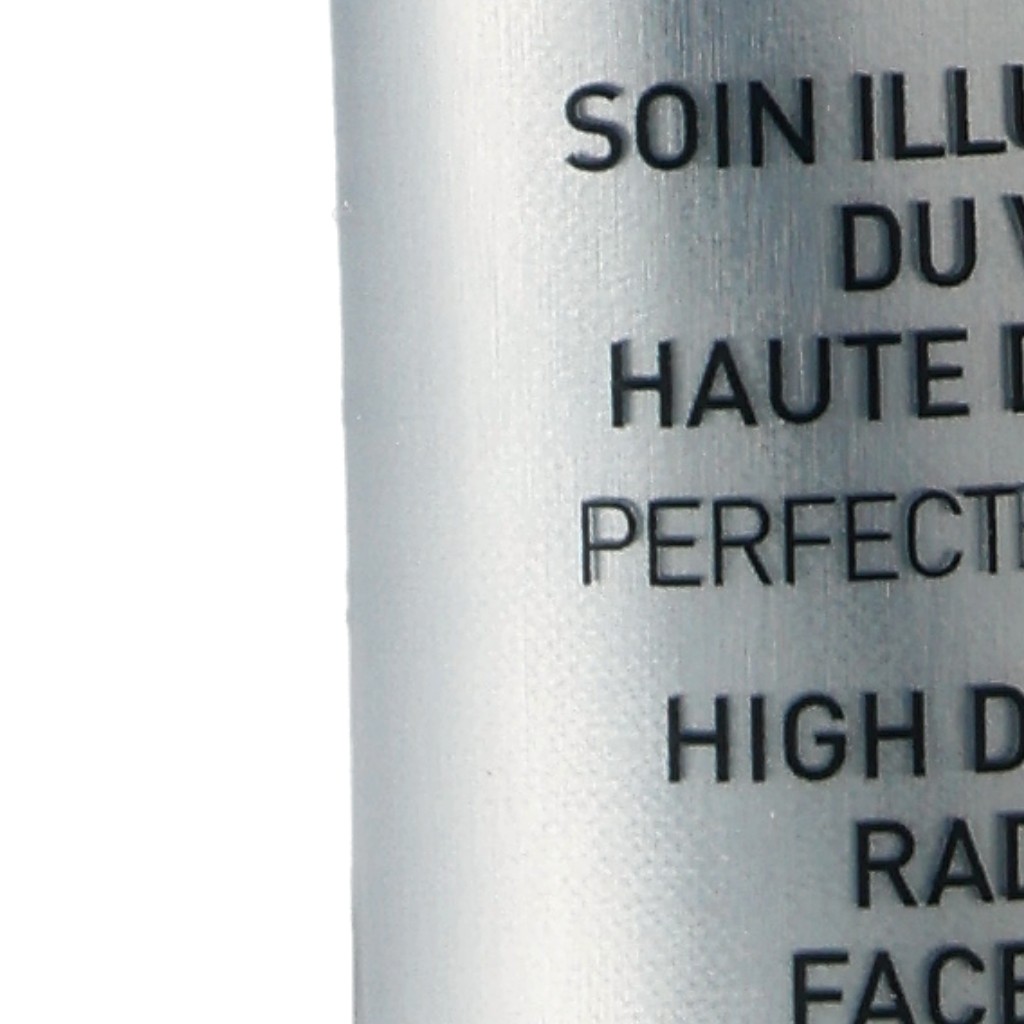 SOIN ILLU
DU
HAUTE D
PERFECT
HIGH D
RAD
FACE